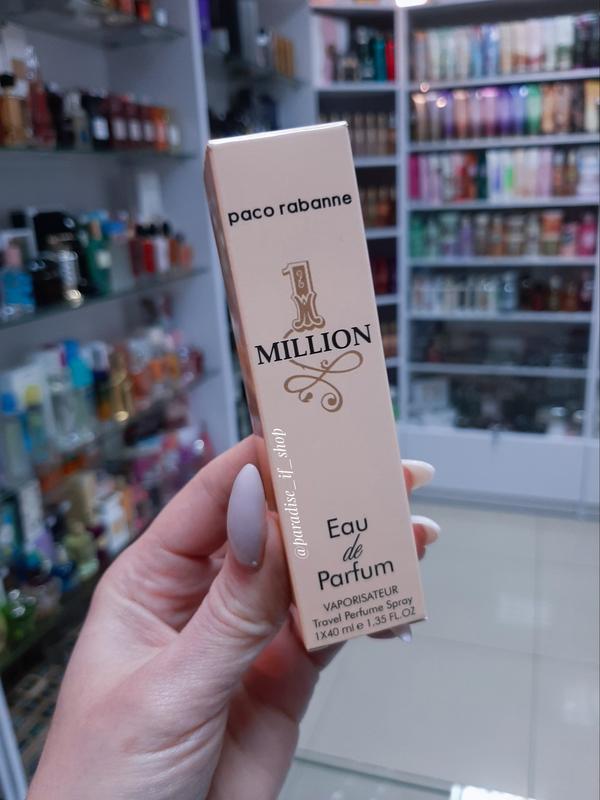 paco rabanne
1
MILLION
@paradise_if_shop
Eau
de
Parfum
VAPORISATEUR
Travel Perfume Spray
1X40 ml e 1,35 FL.OZ